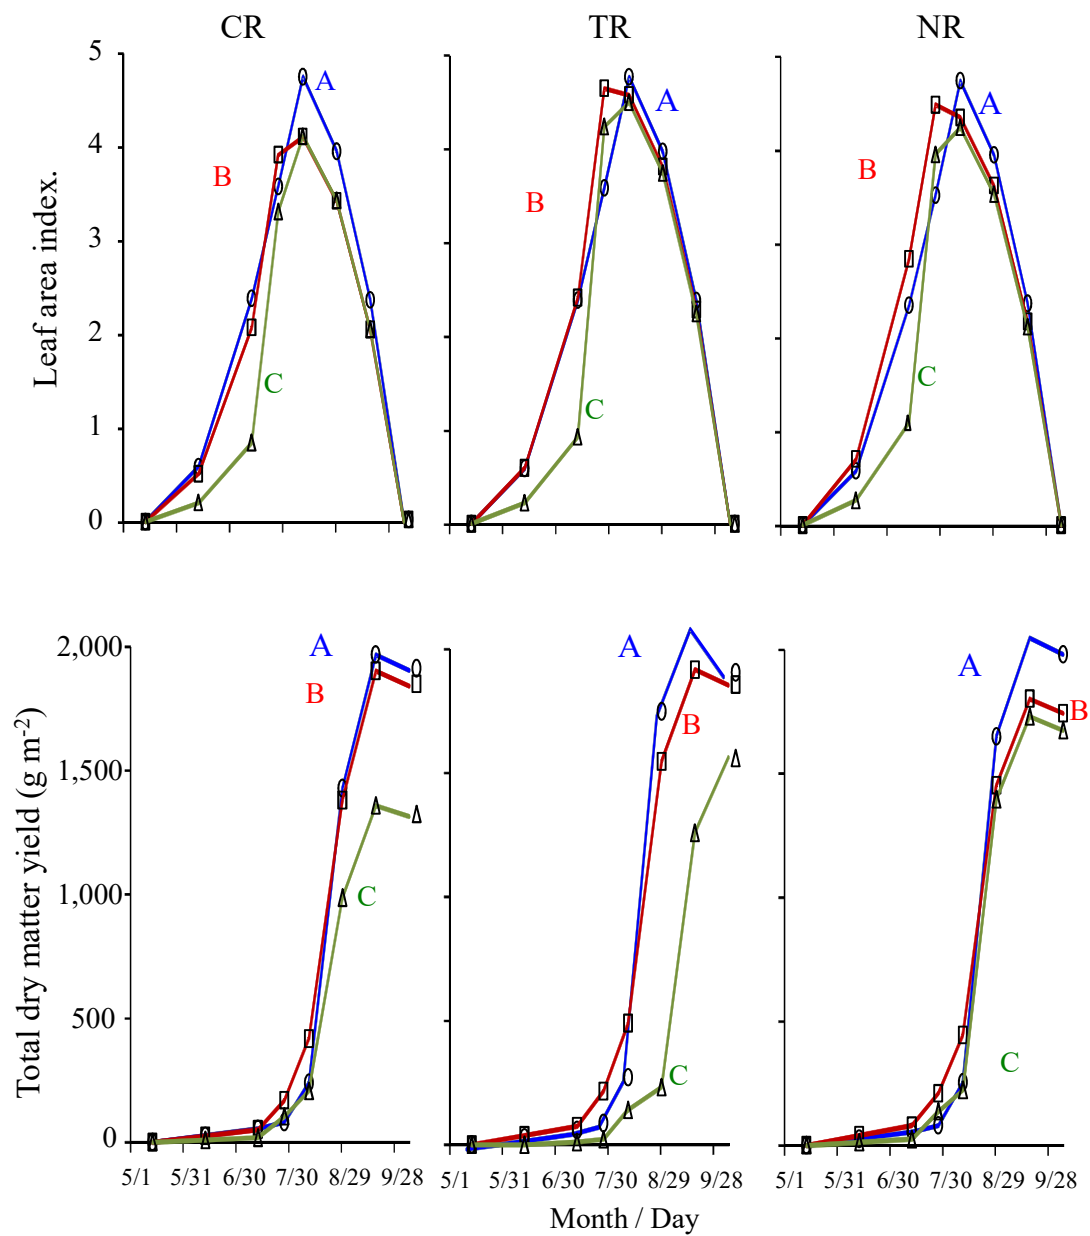 CR TR NR
Leaf area index.
5
4
3
2
1
0
A
B
C
A
B
C
A
B
C
Total dry matter yield (g m-2)
2,000
1,500
1,000
500
0
A
B
C
A
B
C
A
B
C
5/1 5/31 6/30 7/30 8/29 9/28
5/1 5/31 6/30 7/30 8/29 9/28
5/1 5/31 6/30 7/30 8/29 9/28
Month / Day